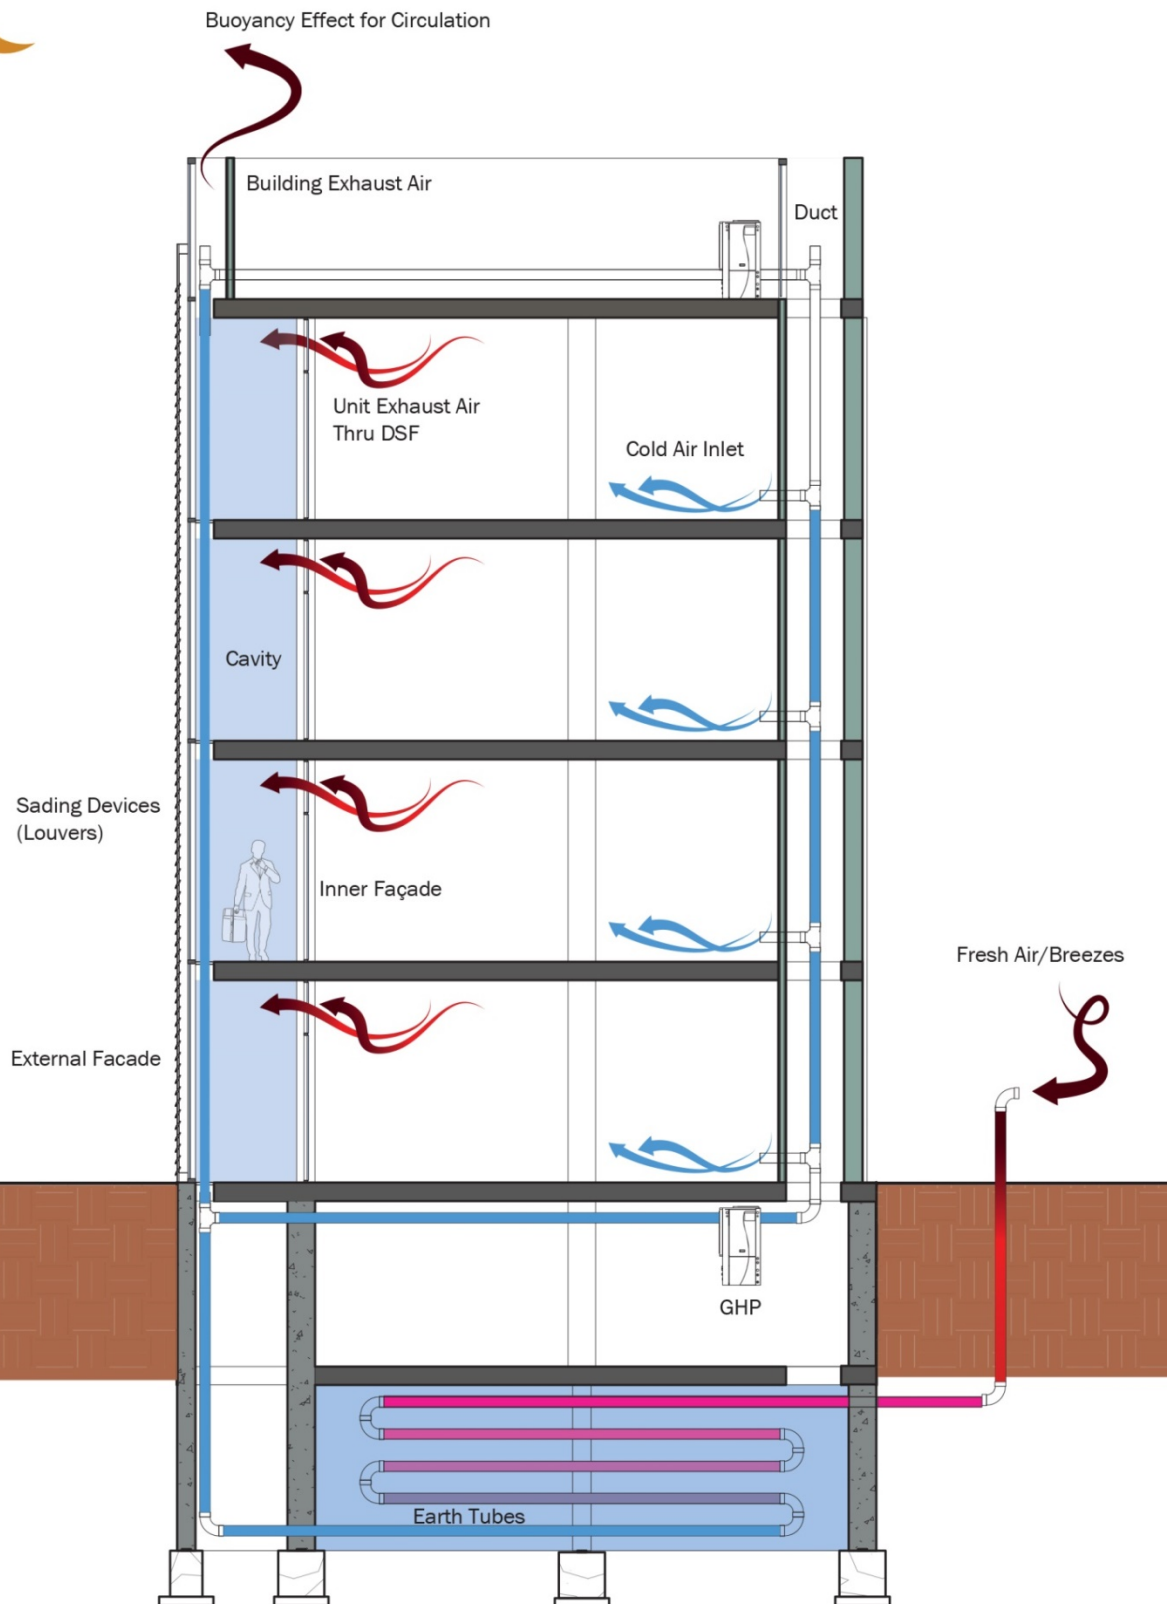 Buoyancy Effect for Circulation
Building Exhaust Air
Duct
Unit Exhaust Air
Thru DSF
Cold Air Inlet
Cavity
Sading Devices
(Louvers)
Inner Façade
Fresh Air/Breezes
External Facade
GHP
Earth Tubes